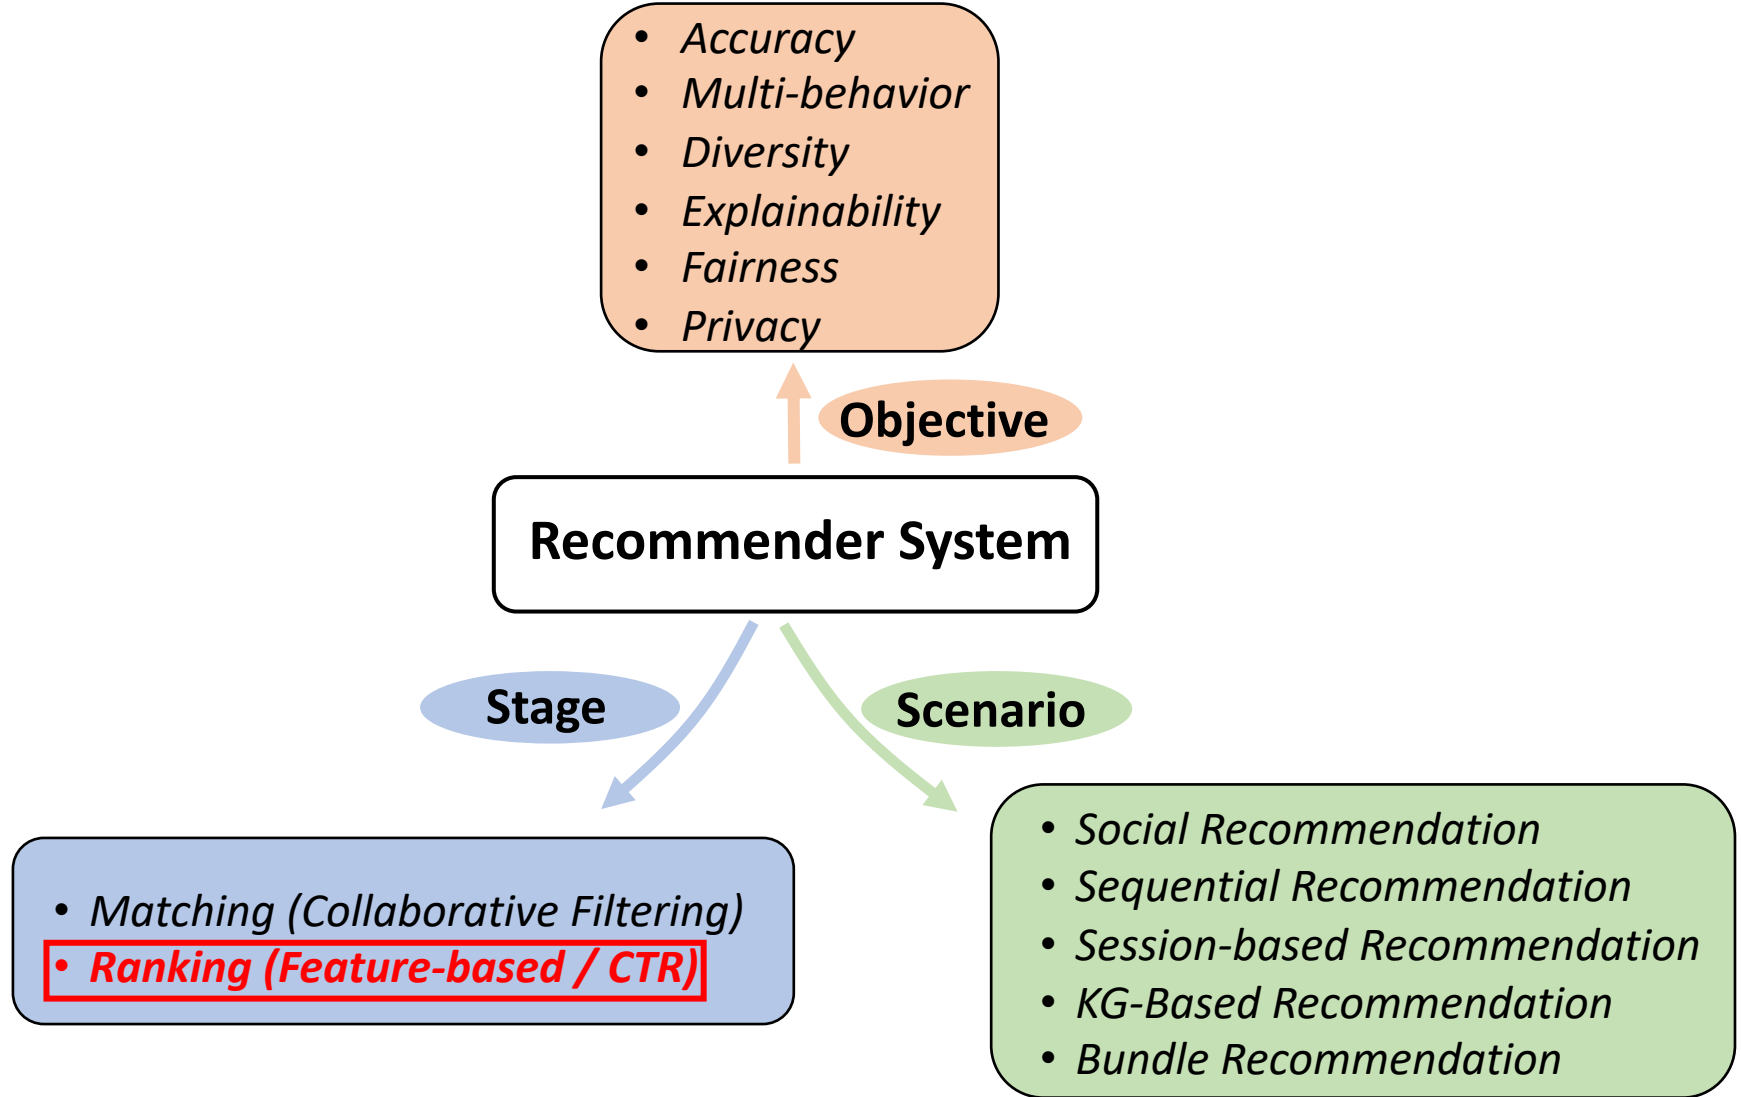 • Accuracy
• Multi-behavior
• Diversity
• Explainability
• Fairness
• Privacy
Objective
Recommender System
Stage
Scenario
• Matching (Collaborative Filtering)
• Ranking (Feature-based / CTR)
• Social Recommendation
• Sequential Recommendation
• Session-based Recommendation
• KG-Based Recommendation
• Bundle Recommendation